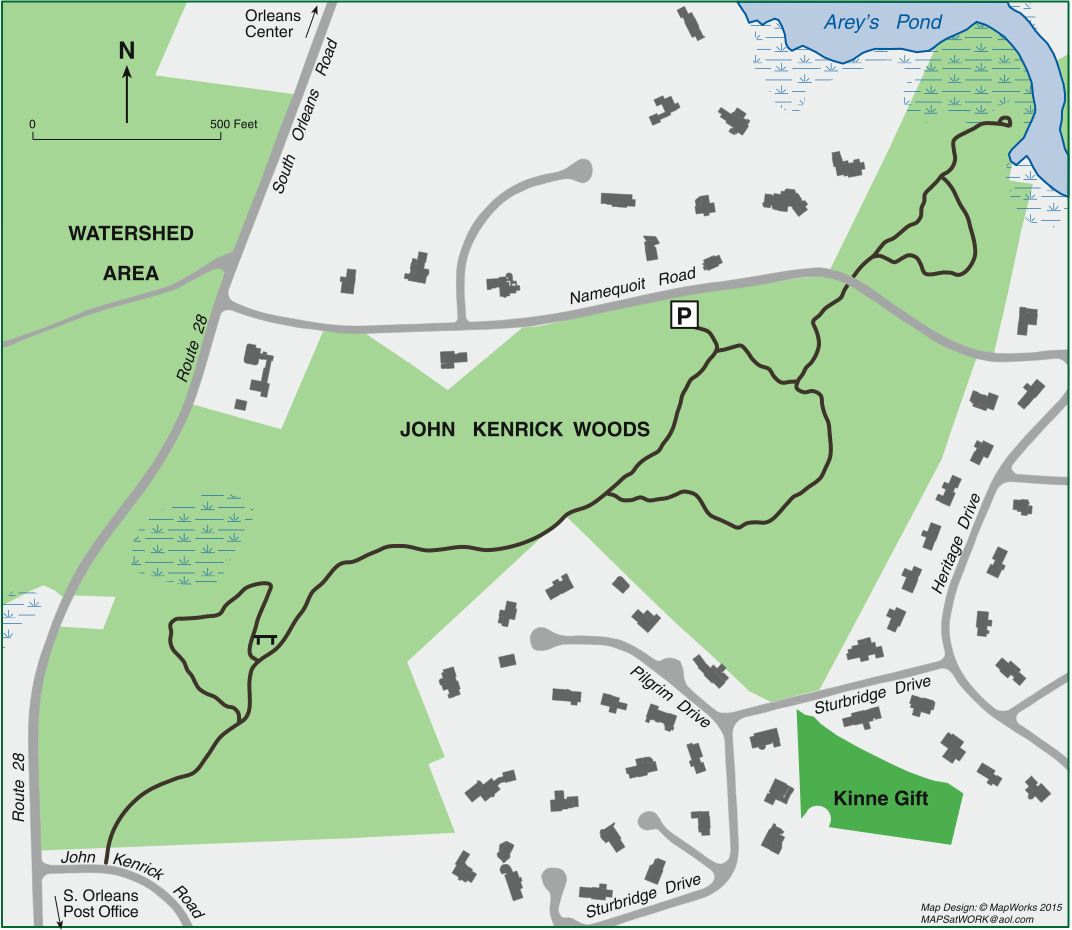 Orleans
Center
Arey's Pond
N
0 500 Feet
South Orleans Road
WATERSHED
AREA
Namequoit Road
P
Route 28
JOHN KENRICK WOODS
Heritage Drive
Pilgrim Drive
Sturbridge Drive
Route 28
Kinne Gift
John Kenrick Road
S. Orleans
Post Office
Sturbridge Drive
Map Design: © MapWorks 2015
MAPSatWORK@aol.com